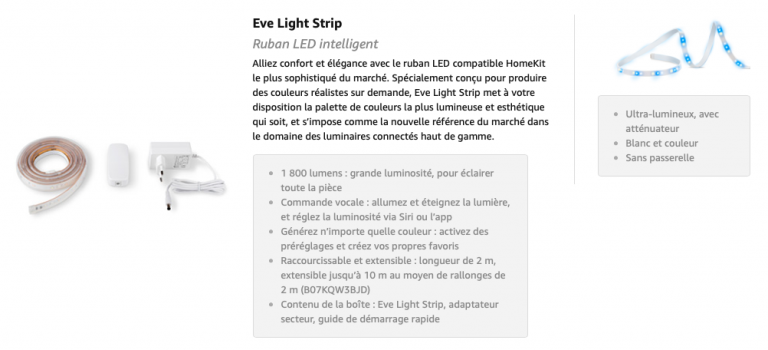 Eve Light Strip
Ruban LED intelligent
Alliez confort et élégance avec le ruban LED compatible HomeKit
le plus sophistiqué du marché. Spécialement conçu pour produire
des couleurs réalistes sur demande, Eve Light Strip met à votre
disposition la palette de couleurs la plus lumineuse et esthétique
qui soit, et s'impose comme la nouvelle référence du marché dans
le domaine des luminaires connectés haut de gamme.
• 1 800 lumens : grande luminosité, pour éclairer
toute la pièce
• Commande vocale : allumez et éteignez la lumière,
et réglez la luminosité via Siri ou l'app
• Générez n'importe quelle couleur : activez des
préréglages et créez vos propres favoris
• Raccourcissable et extensible : longueur de 2 m,
extensible jusqu'à 10 m au moyen de rallonges de
2 m (B07KQW3BJD)
• Contenu de la boîte : Eve Light Strip, adaptateur
secteur, guide de démarrage rapide
• Ultra-lumineux, avec
atténuateur
• Blanc et couleur
• Sans passerelle